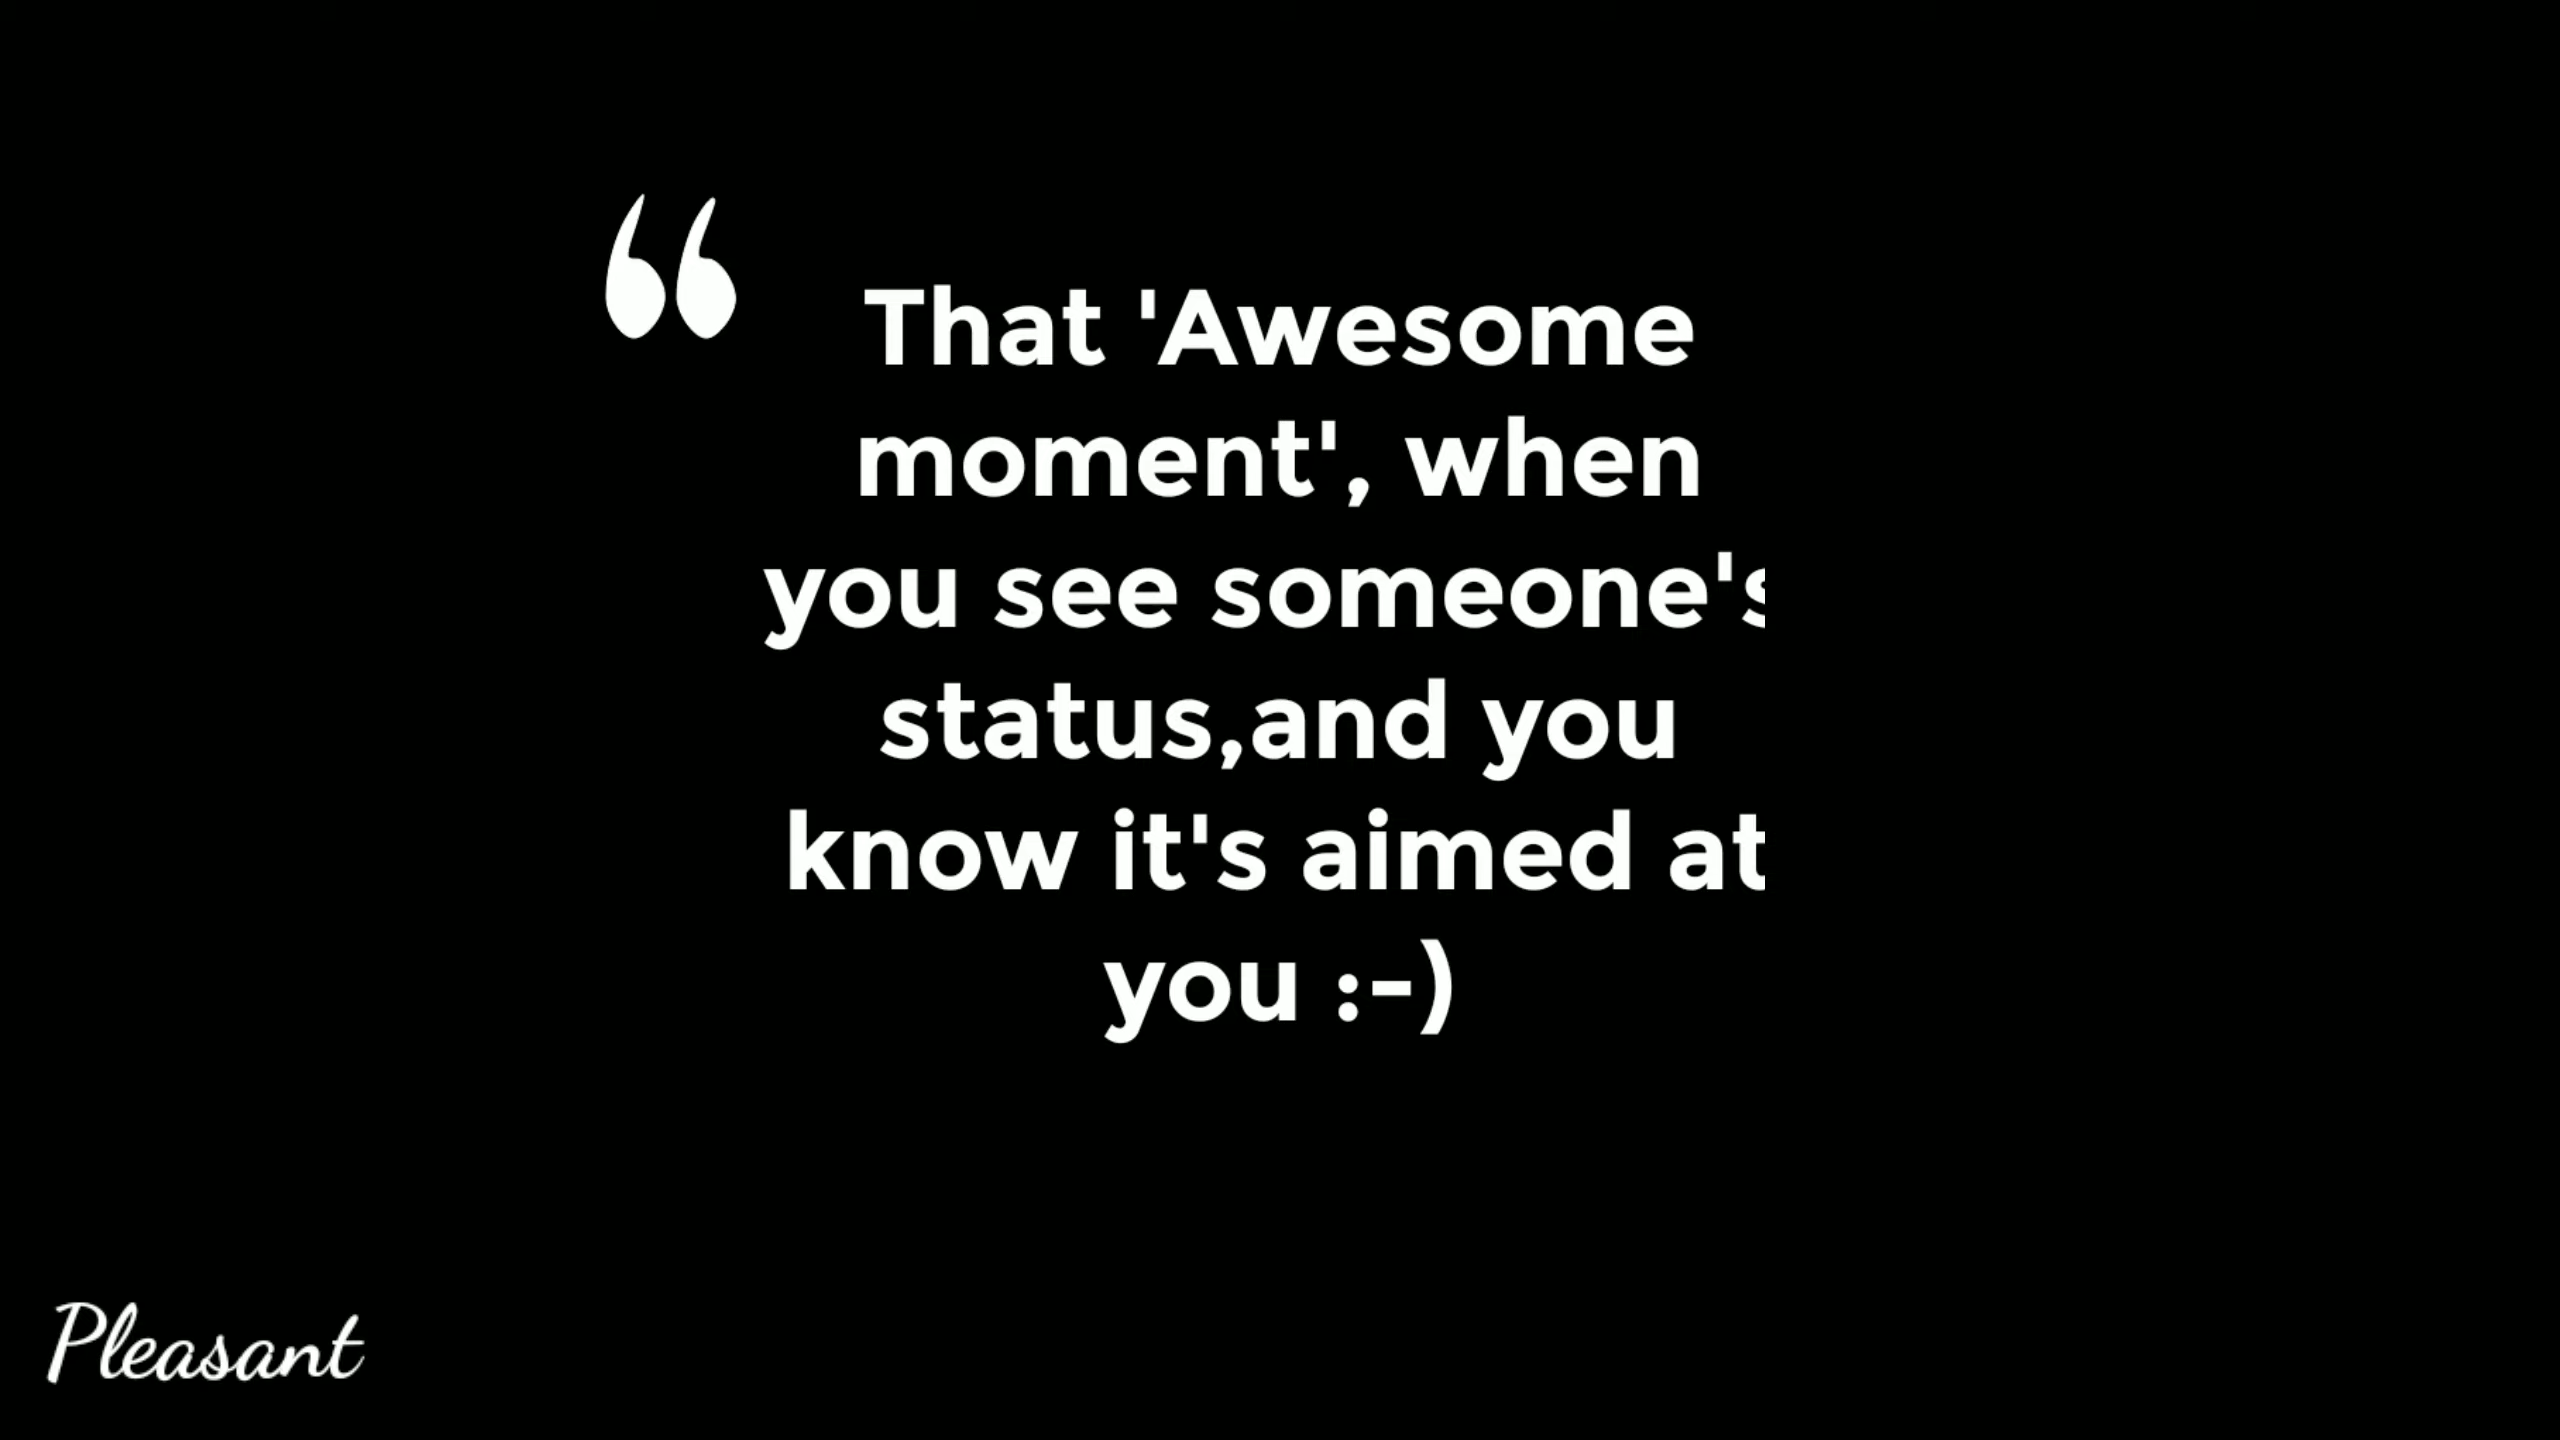 “
That 'Awesome
moment', when
you see someone's
status,and you
know it's aimed at
you :-)
Pleasant